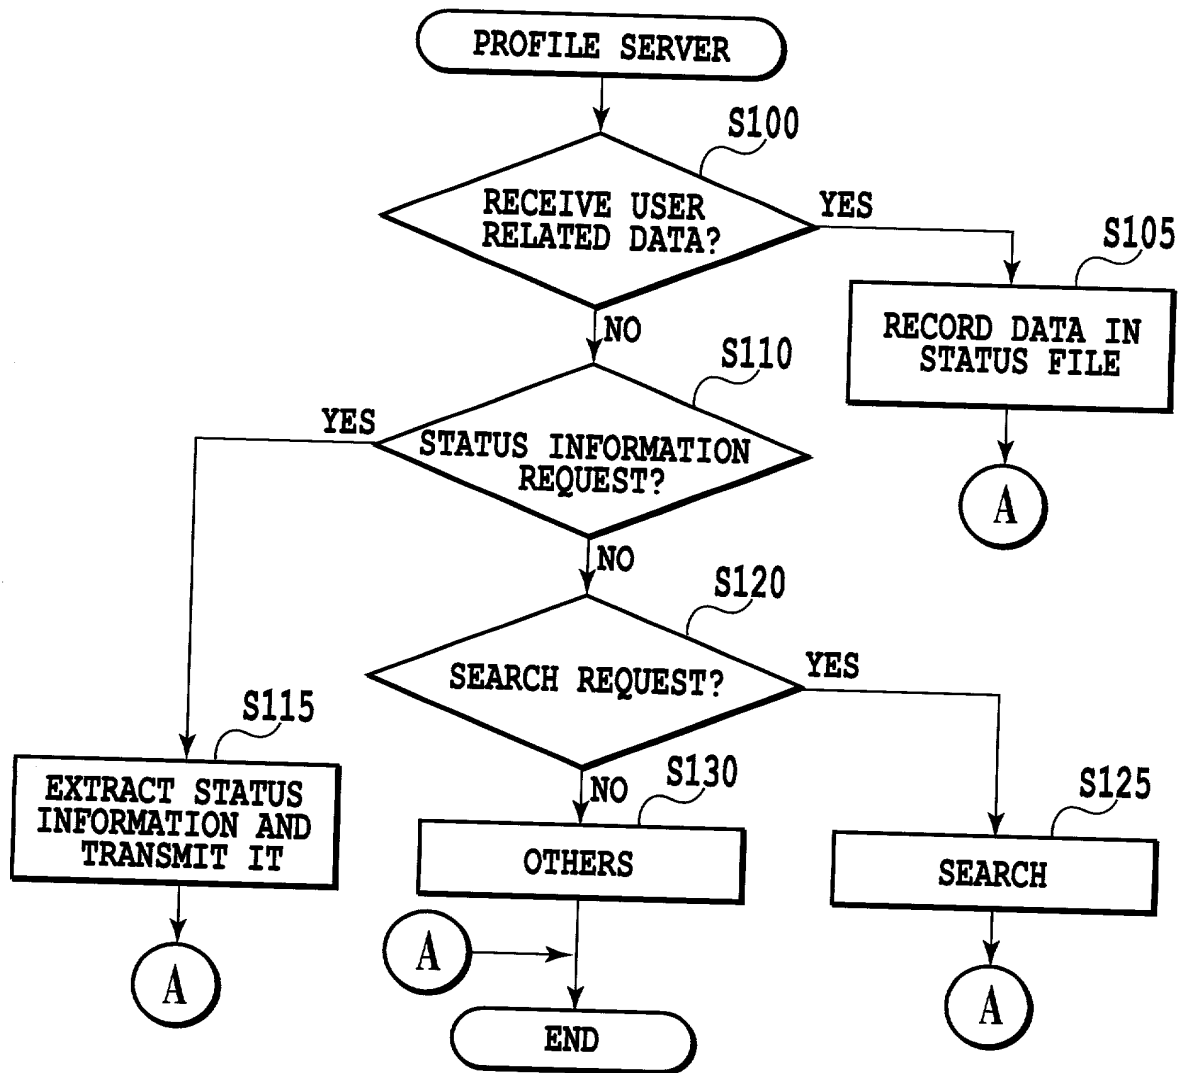 PROFILE SERVER
S100
RECEIVE USER
RELATED DATA?
YES
S105
RECORD DATA IN
STATUS FILE
A
NO
S110
YES
STATUS INFORMATION
REQUEST?
NO
S120
SEARCH REQUEST?
YES
S115
EXTRACT STATUS
INFORMATION AND
TRANSMIT IT
A
NO
S130
OTHERS
S125
SEARCH
A
A
END